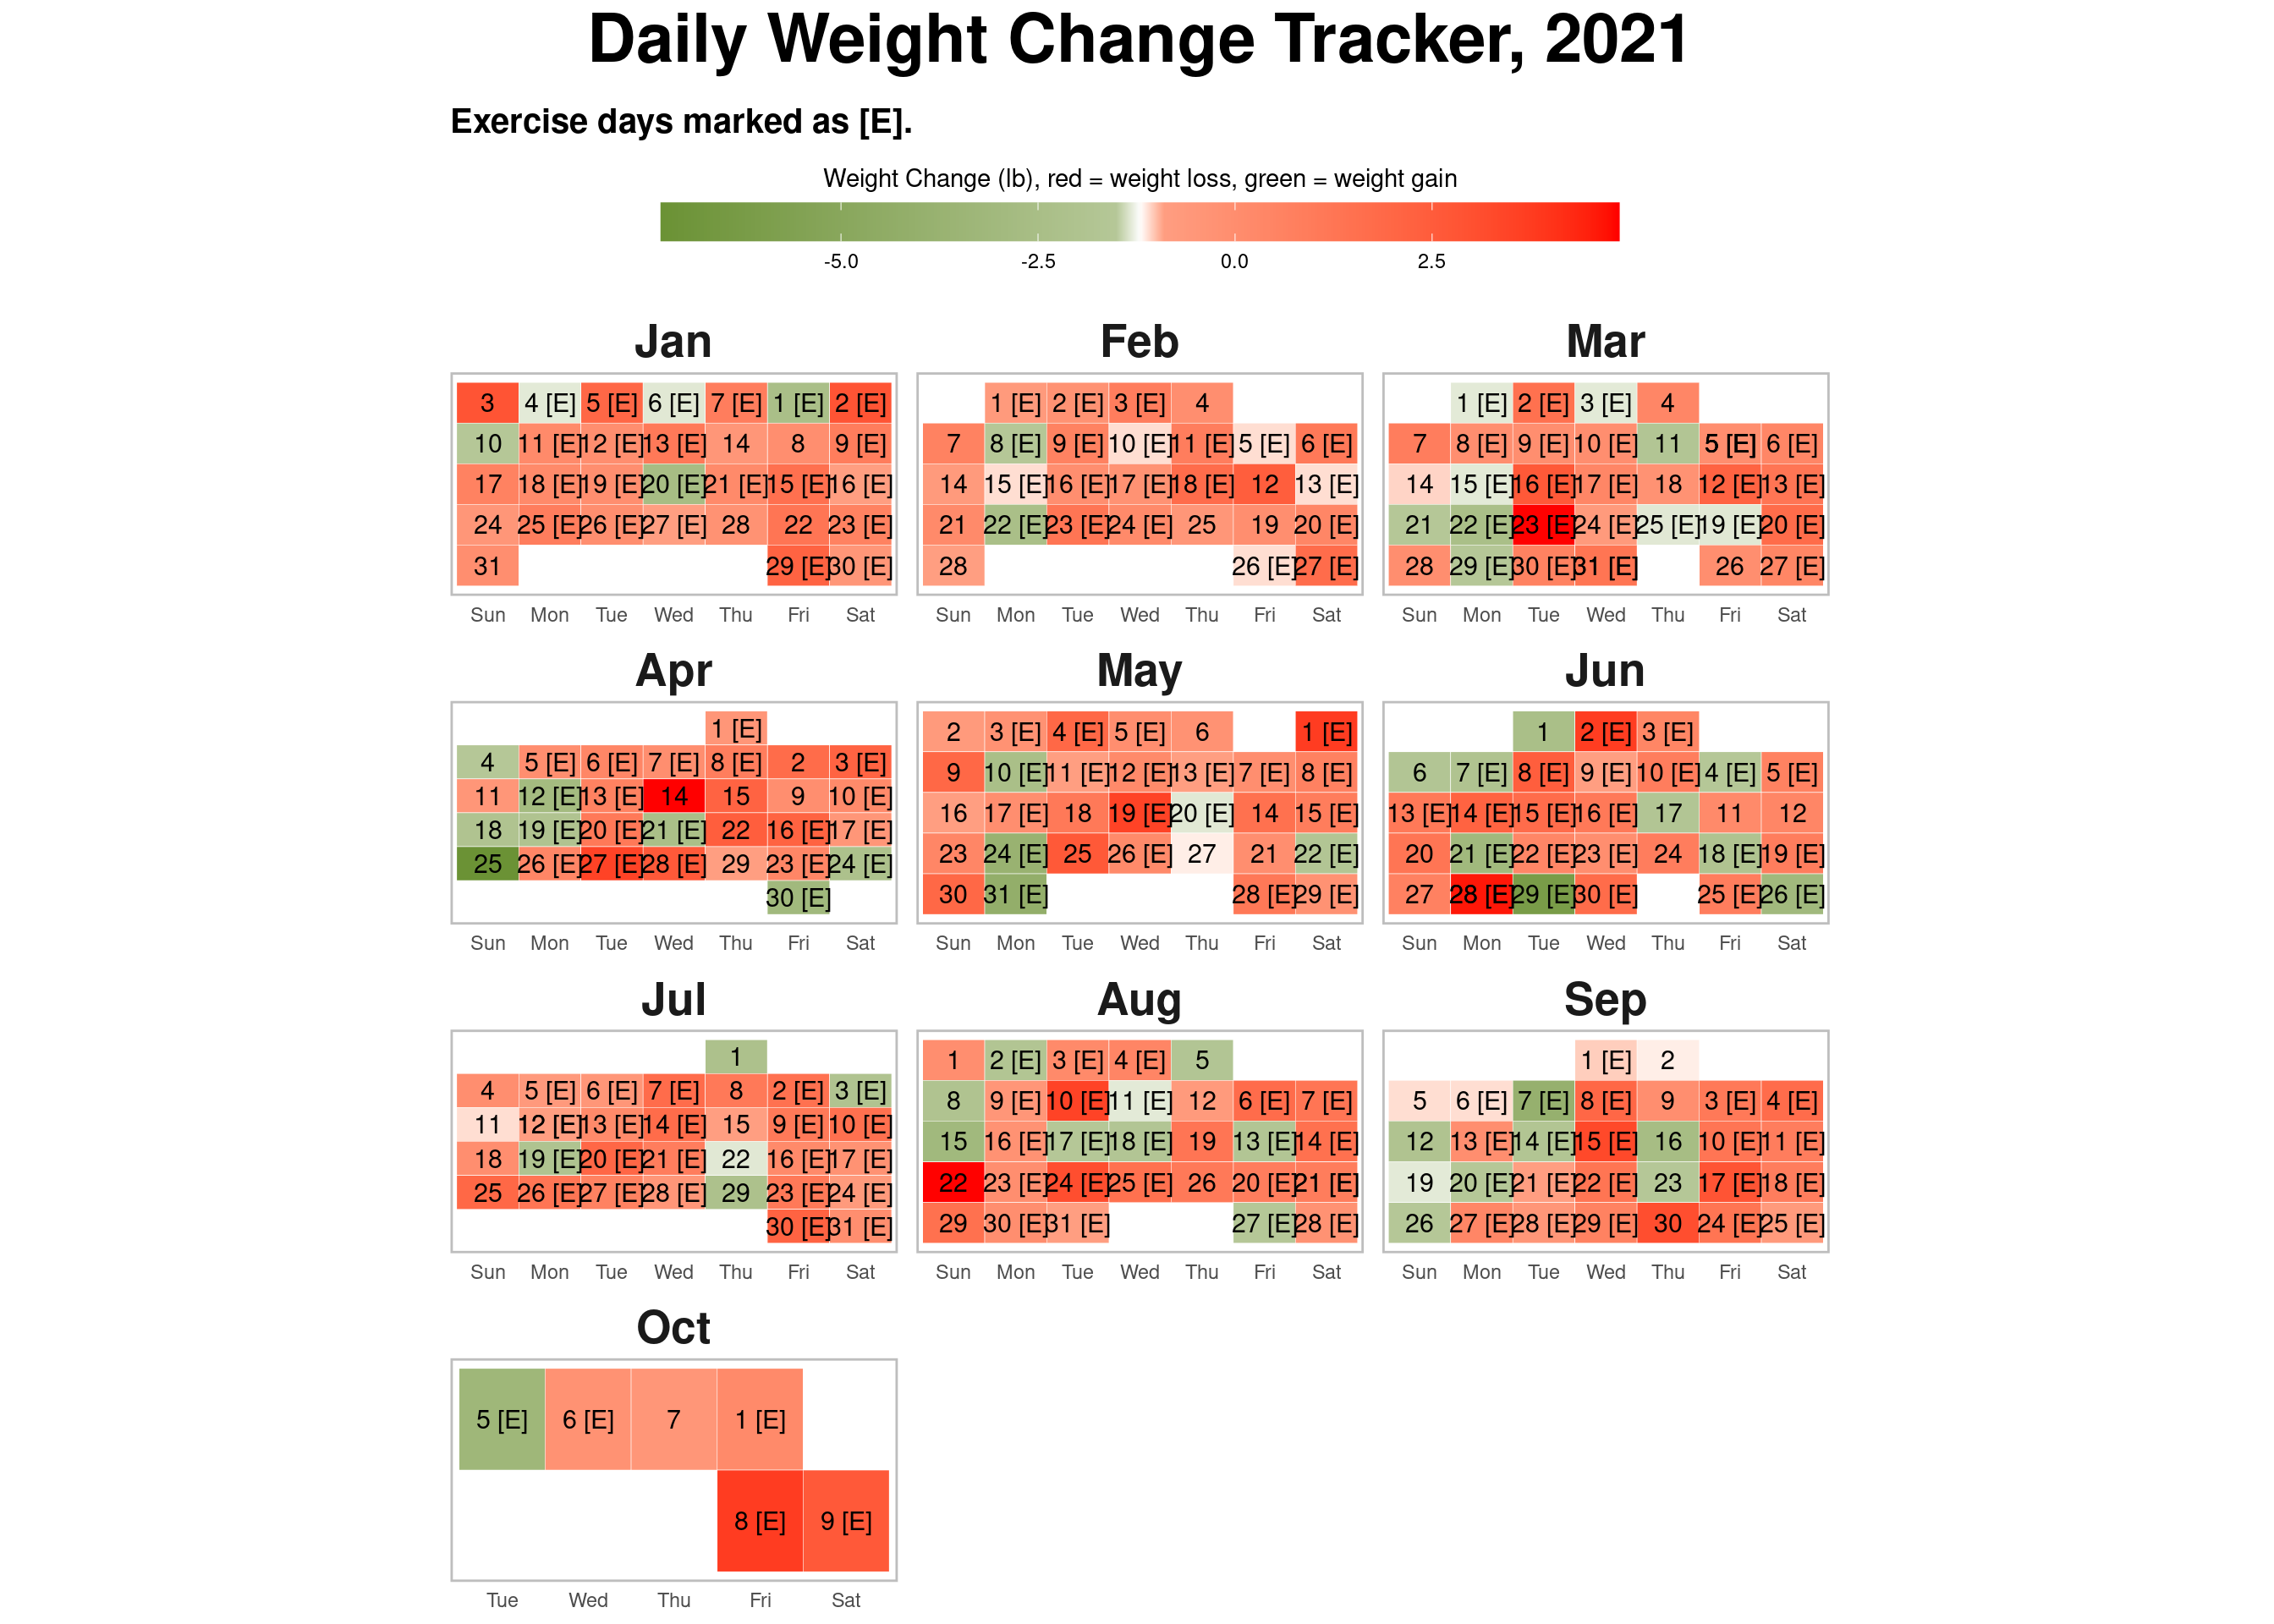 Daily Weight Change Tracker, 2021
Exercise days marked as [E].
Weight Change (lb), red = weight loss, green = weight gain
-5.0 -2.5 0.0 2.5
Jan Feb Mar
3 4 [E] 5 [E] 6 [E] 7 [E] 1 [E] 2 [E] 1 [E] 2 [E] 3 [E] 4 1 [E] 2 [E] 3 [E] 4
10 11 [E] 12 [E] 13 [E] 14 8 9 [E] 7 8 [E] 9 [E] 10 [E] 11 [E] 5 [E] 6 [E] 7 8 [E] 9 [E] 10 [E] 11 5 [E] 6 [E]
17 18 [E] 19 [E] 20 [E] 21 [E] 15 [E] 16 [E] 14 15 [E] 16 [E] 17 [E] 18 [E] 12 13 [E] 14 15 [E] 16 [E] 17 [E] 18 12 [E] 13 [E]
24 25 [E] 26 [E] 27 [E] 28 22 23 [E] 21 22 [E] 23 [E] 24 [E] 25 19 20 [E] 21 22 [E] 23 [E] 24 [E] 25 [E] 19 [E] 20 [E]
31 29 [E] 30 [E] 28 26 [E] 27 [E] 28 29 [E] 30 [E] 31 [E] 26 27 [E]
Sun Mon Tue Wed Thu Fri Sat Sun Mon Tue Wed Thu Fri Sat Sun Mon Tue Wed Thu Fri Sat
Apr May Jun
1 [E] 2 3 [E] 4 [E] 5 [E] 6 1 [E] 1 2 [E] 3 [E]
4 5 [E] 6 [E] 7 [E] 8 [E] 2 3 [E] 9 10 [E] 11 [E] 12 [E] 13 [E] 7 [E] 8 [E] 6 7 [E] 8 [E] 9 [E] 10 [E] 4 [E] 5 [E]
11 12 [E] 13 [E] 14 15 9 10 [E] 16 17 [E] 18 19 [E] 20 [E] 14 15 [E] 13 [E] 14 [E] 15 [E] 16 [E] 17 11 12
18 19 [E] 20 [E] 21 [E] 22 16 [E] 17 [E] 23 24 [E] 25 26 [E] 27 21 22 [E] 20 21 [E] 22 [E] 23 [E] 24 18 [E] 19 [E]
25 26 [E] 27 [E] 28 [E] 29 23 [E] 24 [E] 30 31 [E] 28 [E] 29 [E] 27 28 [E] 29 [E] 30 [E] 25 [E] 26 [E]
30 [E]
Sun Mon Tue Wed Thu Fri Sat Sun Mon Tue Wed Thu Fri Sat Sun Mon Tue Wed Thu Fri Sat
Jul Aug Sep
1 1 2 [E] 3 [E] 4 [E] 5 1 [E] 2
4 5 [E] 6 [E] 7 [E] 8 2 [E] 3 [E] 8 9 [E] 10 [E] 11 [E] 12 6 [E] 7 [E] 5 6 [E] 7 [E] 8 [E] 9 3 [E] 4 [E]
11 12 [E] 13 [E] 14 [E] 15 9 [E] 10 [E] 15 16 [E] 17 [E] 18 [E] 19 13 [E] 14 [E] 12 13 [E] 14 [E] 15 [E] 16 10 [E] 11 [E]
18 19 [E] 20 [E] 21 [E] 22 16 [E] 17 [E] 22 23 [E] 24 [E] 25 [E] 26 20 [E] 21 [E] 19 20 [E] 21 [E] 22 [E] 23 17 [E] 18 [E]
25 26 [E] 27 [E] 28 [E] 29 23 [E] 24 [E] 29 30 [E] 31 [E] 27 [E] 28 [E] 26 27 [E] 28 [E] 29 [E] 30 24 [E] 25 [E]
30 [E] 31 [E]
Sun Mon Tue Wed Thu Fri Sat Sun Mon Tue Wed Thu Fri Sat Sun Mon Tue Wed Thu Fri Sat
Oct
5 [E] 6 [E] 7 1 [E]
8 [E] 9 [E]
Tue Wed Thu Fri Sat